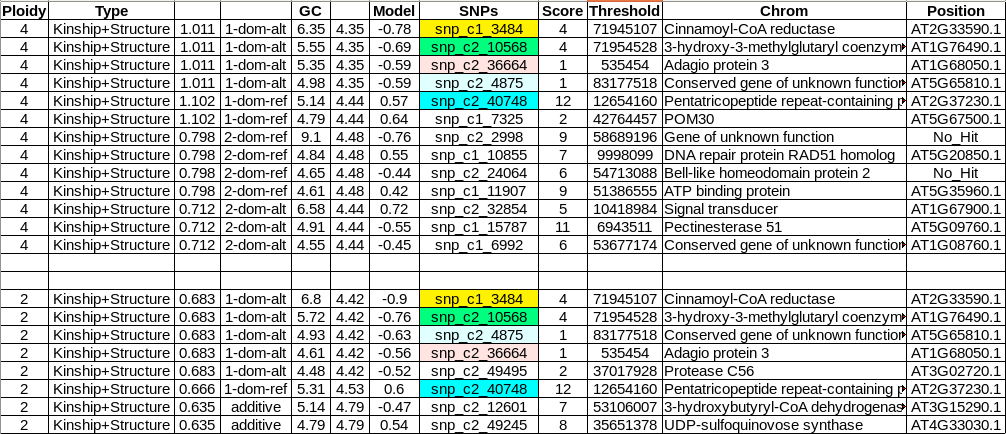 Ploidy Type GC Model SNPs Score Threshold Chrom Position
4 Kinship+Structure 1.011 1-dom-alt 6.35 4.35 -0.78 snp_c1_3484 4 71945107 Cinnamoyl-CoA reductase AT2G33590.1
4 Kinship+Structure 1.011 1-dom-alt 5.55 4.35 -0.69 snp_c2_10568 4 71954528 3-hydroxy-3-methylglutaryl coenzym AT1G76490.1
4 Kinship+Structure 1.011 1-dom-alt 5.35 4.35 -0.59 snp_c2_36664 1 535454 Adagio protein 3 AT1G68050.1
4 Kinship+Structure 1.011 1-dom-alt 4.98 4.35 -0.59 snp_c2_4875 1 83177518 Conserved gene of unknown function AT5G65810.1
4 Kinship+Structure 1.102 1-dom-ref 5.14 4.44 0.57 snp_c2_40748 12 12654160 Pentatricopeptide repeat-containing p AT2G37230.1
4 Kinship+Structure 1.102 1-dom-ref 4.79 4.44 0.64 snp_c1_7325 2 42764457 POM30 AT5G67500.1
4 Kinship+Structure 0.798 2-dom-ref 9.1 4.48 -0.76 snp_c2_2998 9 58689196 Gene of unknown function No_Hit
4 Kinship+Structure 0.798 2-dom-ref 4.84 4.48 0.55 snp_c1_10855 7 9998099 DNA repair protein RAD51 homolog AT5G20850.1
4 Kinship+Structure 0.798 2-dom-ref 4.65 4.48 -0.44 snp_c2_24064 6 54713088 Bell-like homeodomain protein 2 No_Hit
4 Kinship+Structure 0.798 2-dom-ref 4.61 4.48 0.42 snp_c1_11907 9 51386555 ATP binding protein AT5G35960.1
4 Kinship+Structure 0.712 2-dom-alt 6.58 4.44 0.72 snp_c2_32854 5 10418984 Signal transducer AT1G67900.1
4 Kinship+Structure 0.712 2-dom-alt 4.91 4.44 -0.55 snp_c1_15787 11 6943511 Pectinesterase 51 AT5G09760.1
4 Kinship+Structure 0.712 2-dom-alt 4.55 4.44 -0.45 snp_c1_6992 6 53677174 Conserved gene of unknown function AT1G08760.1
2 Kinship+Structure 0.683 1-dom-alt 6.8 4.42 -0.9 snp_c1_3484 4 71945107 Cinnamoyl-CoA reductase AT2G33590.1
2 Kinship+Structure 0.683 1-dom-alt 5.72 4.42 -0.76 snp_c2_10568 4 71954528 3-hydroxy-3-methylglutaryl coenzym AT1G76490.1
2 Kinship+Structure 0.683 1-dom-alt 4.93 4.42 -0.63 snp_c2_4875 1 83177518 Conserved gene of unknown function AT5G65810.1
2 Kinship+Structure 0.683 1-dom-alt 4.61 4.42 -0.56 snp_c2_36664 1 535454 Adagio protein 3 AT1G68050.1
2 Kinship+Structure 0.683 1-dom-alt 4.48 4.42 -0.52 snp_c2_49495 2 37017928 Protease C56 AT3G02720.1
2 Kinship+Structure 0.666 1-dom-ref 5.31 4.53 0.6 snp_c2_40748 12 12654160 Pentatricopeptide repeat-containing p AT2G37230.1
2 Kinship+Structure 0.635 additive 5.14 4.79 -0.47 snp_c2_12601 7 53106007 3-hydroxybutyryl-CoA dehydrogenas AT3G15290.1
2 Kinship+Structure 0.635 additive 4.79 4.79 0.54 snp_c2_49245 8 35651378 UDP-sulfoquinovose synthase AT4G33030.1